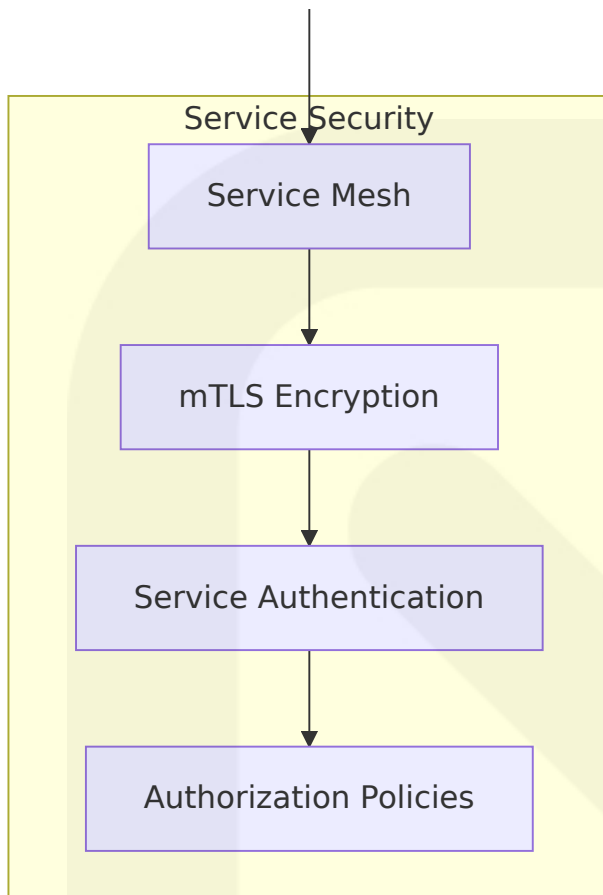 Service Security
Service Mesh
mTLS Encryption
Service Authentication
Authorization Policies